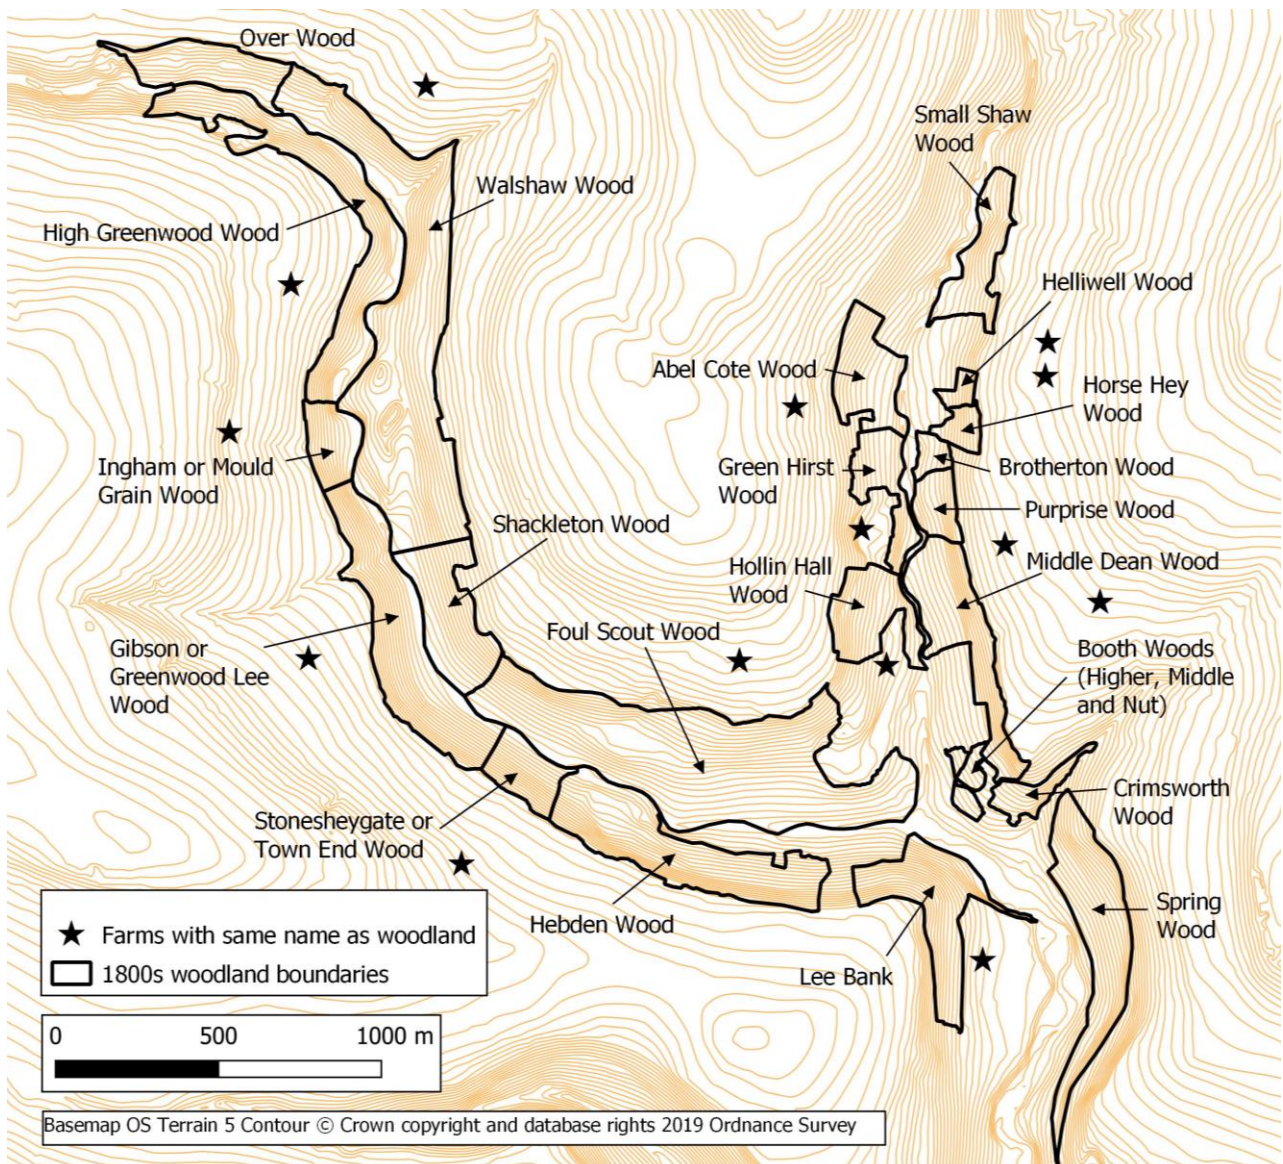 Over Wood
Small Shaw
Wood
Walshaw Wood
High Greenwood Wood
Helliwell Wood
Abel Cote Wood
Horse Hey
Wood
Ingham or Mould
Grain Wood
Green Hirst
Wood
Brotherton Wood
Purprise Wood
Shackleton Wood
Hollin Hall
Wood
Middle Dean Wood
Foul Scout Wood
Gibson or
Greenwood Lee
Wood
Booth Woods
(Higher, Middle
and Nut)
Crimsworth
Wood
Stonesheygate or
Town End Wood
Hebden Wood
Spring
Wood
Lee Bank
Farms with same name as woodland
1800s woodland boundaries
0 500 1000 m
Basemap OS Terrain 5 Contour © Crown copyright and database rights 2019 Ordnance Survey